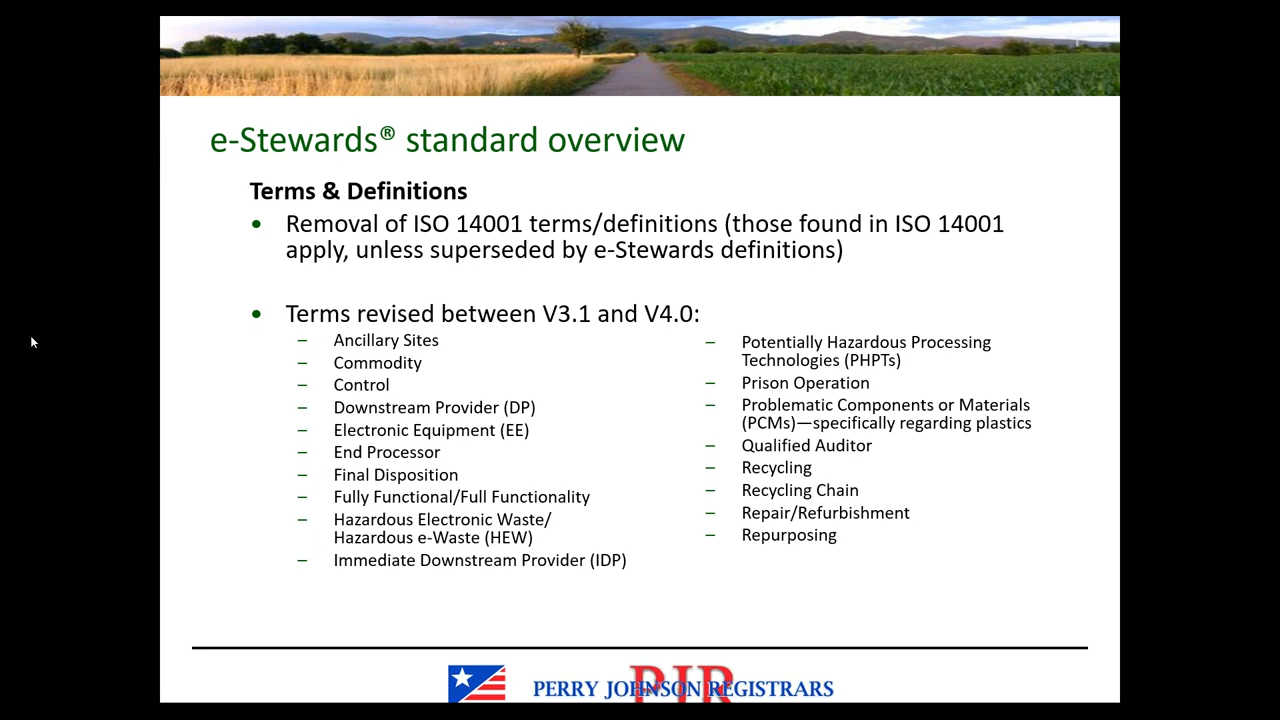 e-Stewards® standard overview
Terms & Definitions
• Removal of ISO 14001 terms/definitions (those found in ISO 14001
apply, unless superseded by e-Stewards definitions)
• Terms revised between V3.1 and V4.0:
– Ancillary Sites
– Commodity
– Control
– Downstream Provider (DP)
– Electronic Equipment (EE)
– End Processor
– Final Disposition
– Fully Functional/Full Functionality
– Hazardous Electronic Waste/
Hazardous e-Waste (HEW)
– Immediate Downstream Provider (IDP)
– Potentially Hazardous Processing
Technologies (PHPTs)
– Prison Operation
– Problematic Components or Materials
(PCMs)—specifically regarding plastics
– Qualified Auditor
– Recycling
– Recycling Chain
– Repair/Refurbishment
– Repurposing
PJR
PERRY JOHNSON REGISTRARS